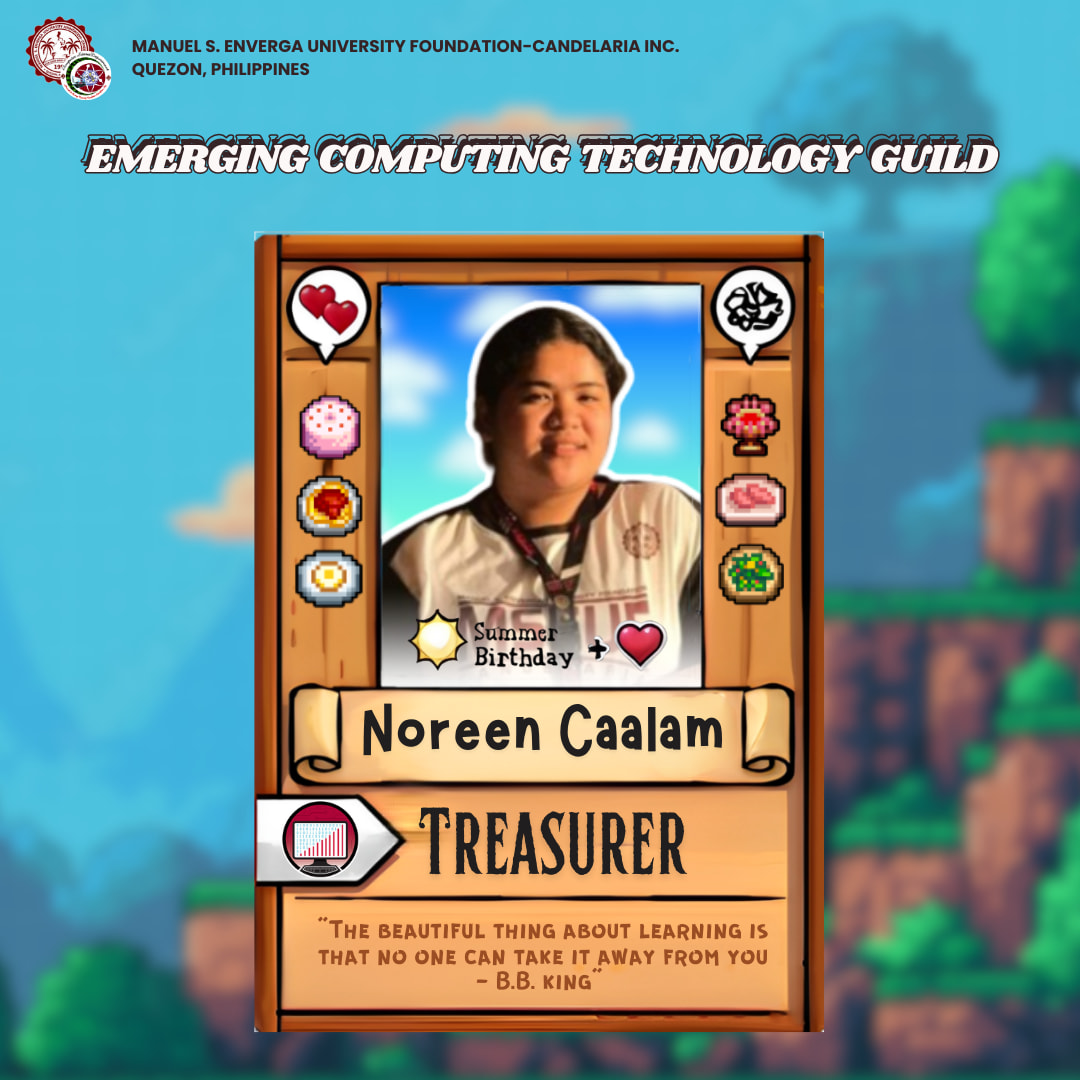 MANUEL S. ENVERGA UNIVERSITY FOUNDATION-CANDELARIA INC.
QUEZON, PHILIPPINES
EMERGING COMPUTING TECHNOLOGY GUILD
Summer
Birthday +
Noreen Caalam
TREASURER
"THE BEAUTIFUL THING ABOUT LEARNING IS
THAT NO ONE CAN TAKE IT AWAY FROM YOU
- B.B. KING"